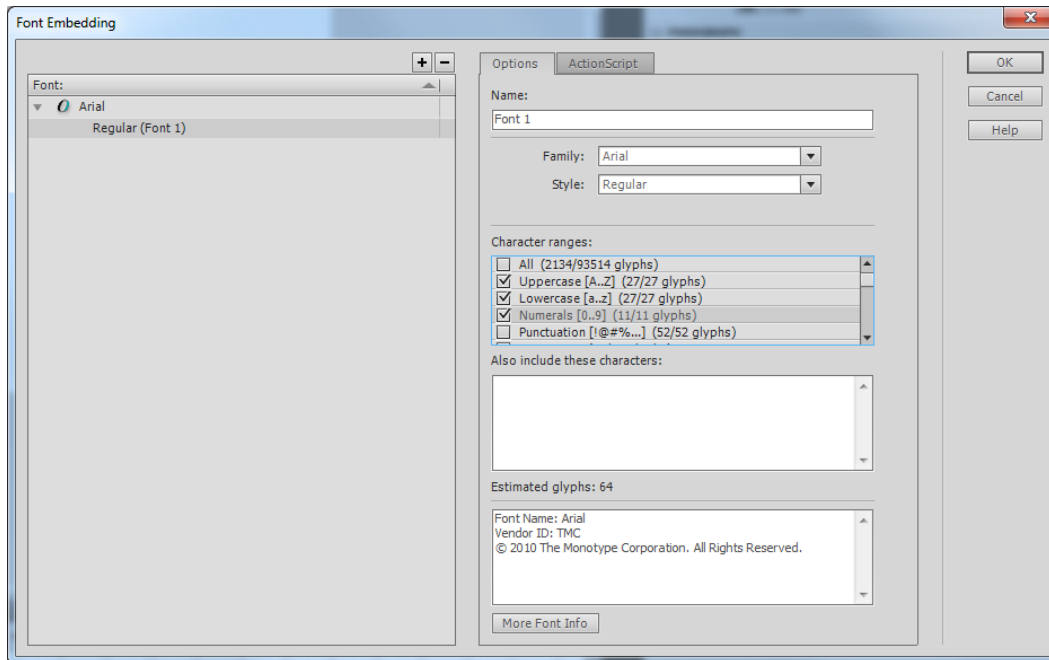 Font Embedding
Font:
Arial
Regular (Font 1)
Options
ActionScript
Name:
Font 1
Family: Arial
Style: Regular
Character ranges:
All (2134/93514 glyphs)
Uppercase [A..Z] (27/27 glyphs)
Lowercase [a..z] (27/27 glyphs)
Numerals [0..9] (11/11 glyphs)
Punctuation [!@#%...] (52/52 glyphs)
Also include these characters:
Estimated glyphs: 64
Font Name: Arial
Vendor ID: TMC
© 2010 The Monotype Corporation. All Rights Reserved.
More Font Info
OK
Cancel
Help